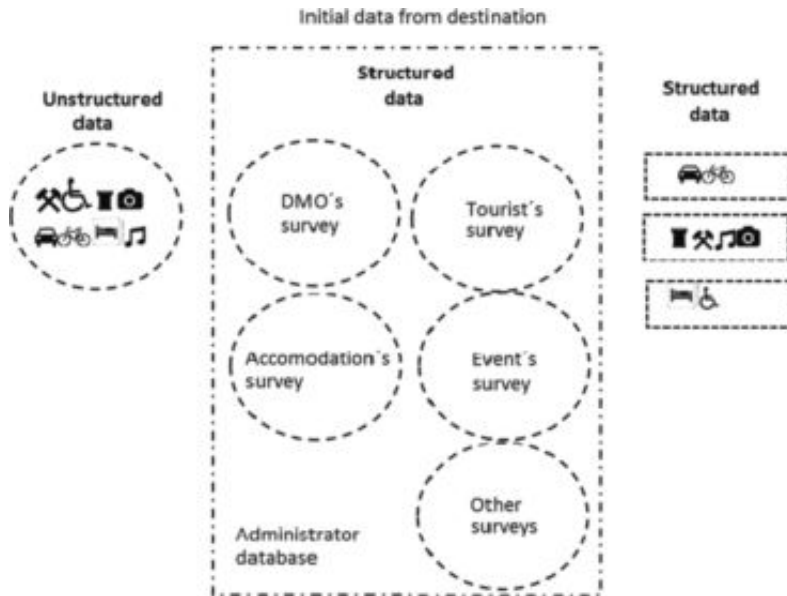 Initial data from destination
Unstructured
data
Structured
data
DMO´s
survey
Tourist´s
survey
Accomodation´s
survey
Event´s
survey
Other
surveys
Administrator
database
Structured
data